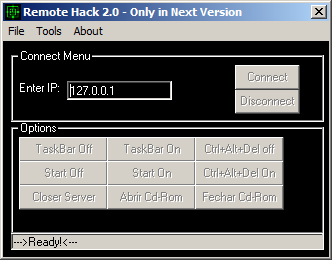 Remote Hack 2.0 - Only in Next Version
File Tools About
Connect Menu
Enter IP: 127.0.0.1
Connect
Disconnect
Options
TaskBar Off TaskBar On Ctrl+Alt+Del off
Start Off Start On Ctrl+Alt+Del On
Closer Server Abrir Cd-Rom Fechar Cd-Rom
--->Ready!<---